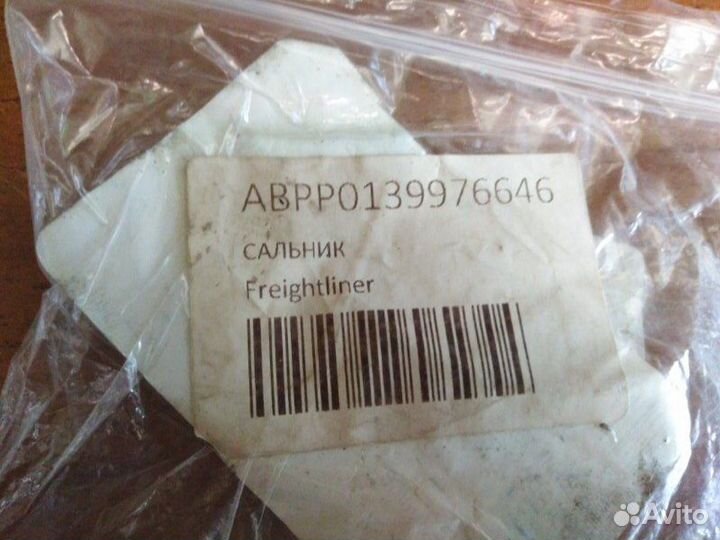 ABPP0139976646
САЛЬНИК
Freightliner
Avito